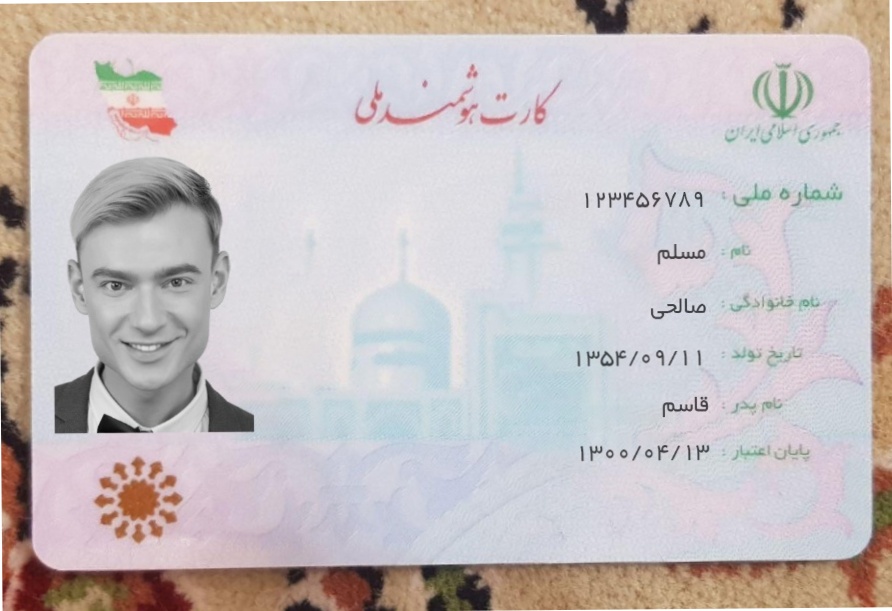 کارت هوشمند ملی
جمهوری اسلامی ایران
شماره ملی : ۱۲۳۴۵۶۷۸۹
نام : مسلم
نام خانوادگی : صالحی
تاریخ تولد : ۱۳۵۴/۰۹/۱۱
نام پدر : قاسم
پایان اعتبار : ۱۳۰۰/۰۴/۱۳